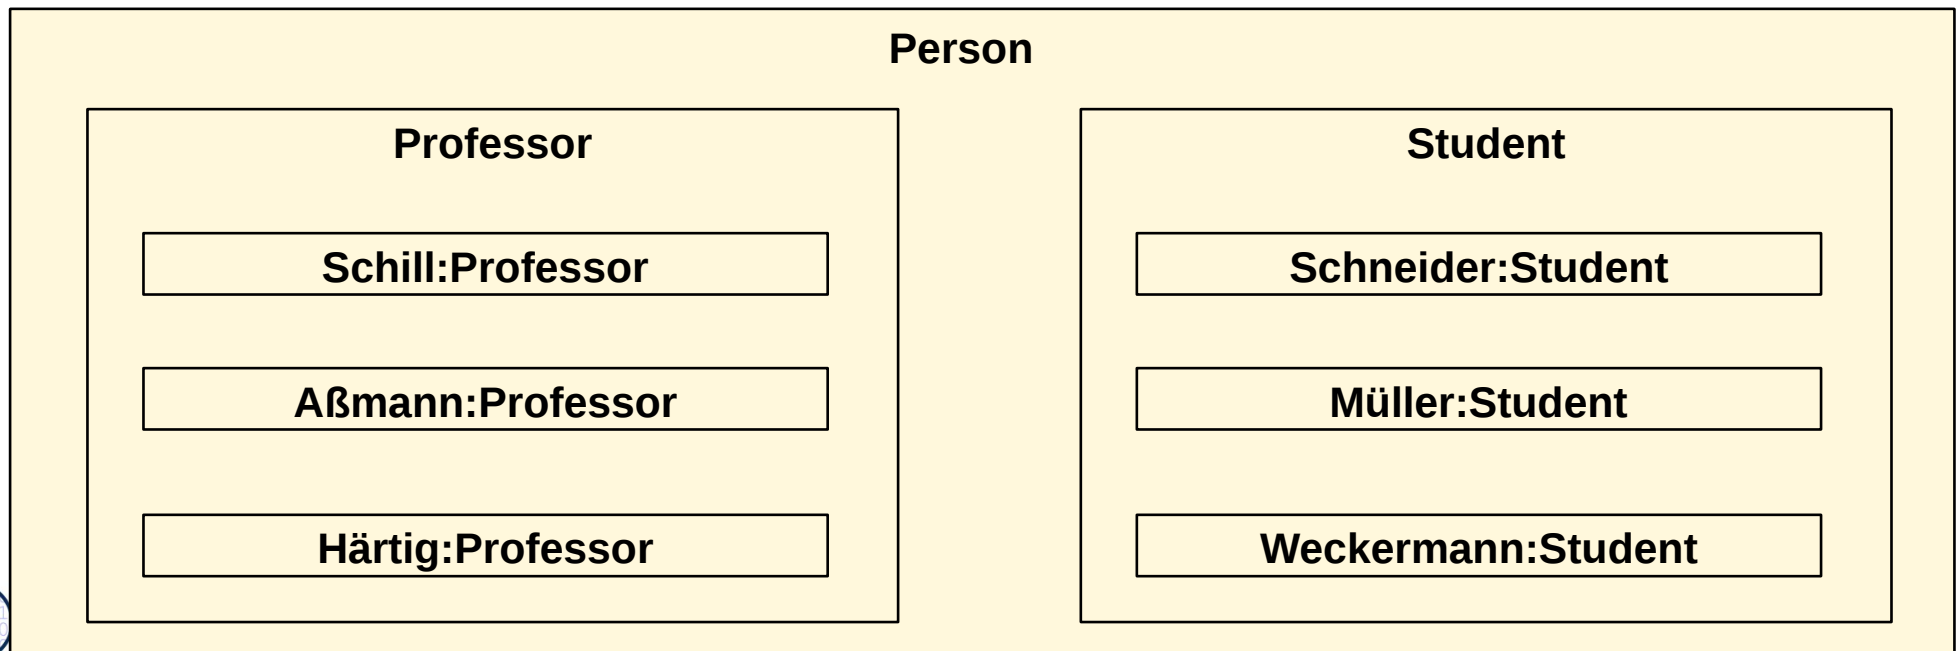 Person
Professor
Schill:Professor
Aßmann:Professor
Härtig:Professor
Student
Schneider:Student
Müller:Student
Weckermann:Student